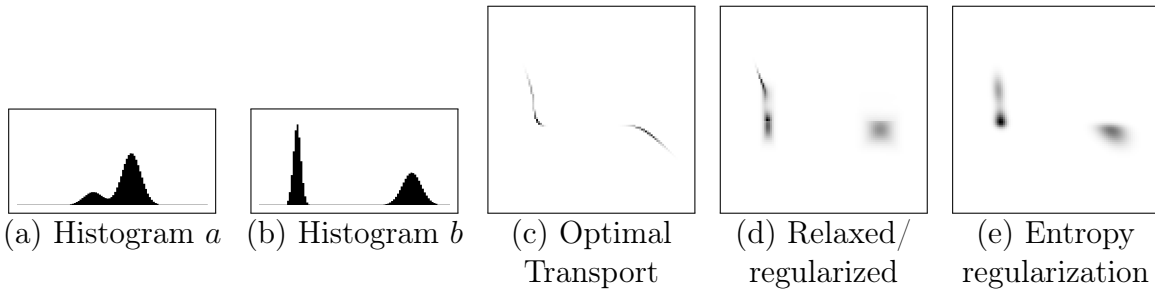 (a) Histogram a
(b) Histogram b
(c) Optimal
Transport
(d) Relaxed/
regularized
(e) Entropy
regularization